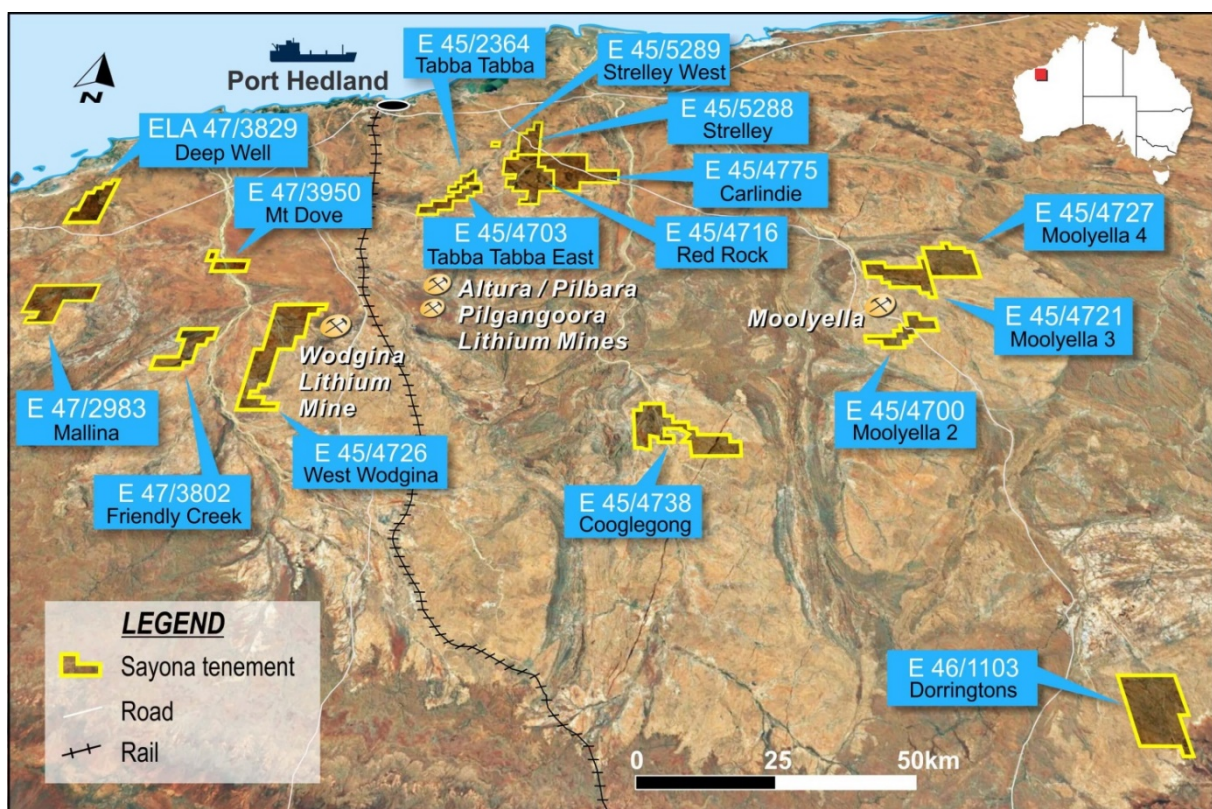 N
Port Hedland
E 45/2364
Tabba Tabba
E 45/5289
Strelley West
E 45/5288
Strelley
ELA 47/3829
Deep Well
E 47/3950
Mt Dove
E 45/4775
Carlindie
E 45/4703
Tabba Tabba East
E 45/4716
Red Rock
E 45/4727
Moolyella 4
Altura / Pilbara
Pilgangoora
Lithium Mines
Moolyella
E 45/4721
Moolyella 3
Wodgina
Lithium
Mine
E 47/2983
Mallina
E 45/4700
Moolyella 2
E 45/4726
West Wodgina
E 47/3802
Friendly Creek
E 45/4738
Cooglegong
LEGEND
Sayona tenement
Road
Rail
E 46/1103
Dorringtons
0 25 50km